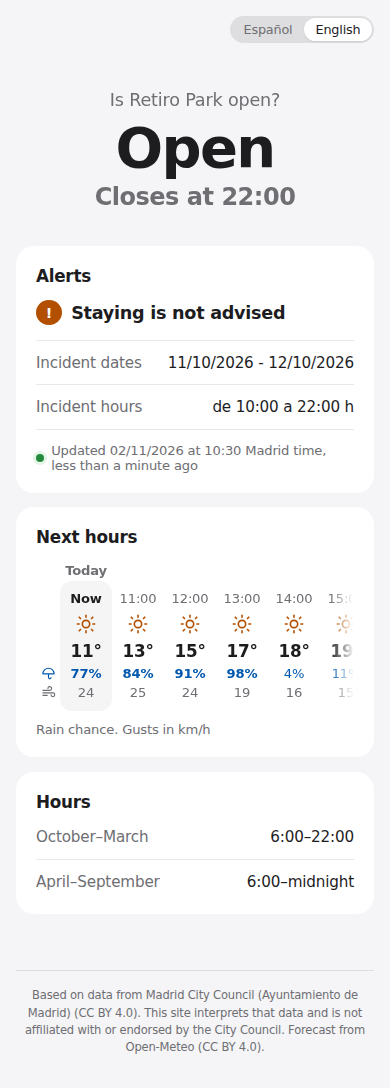 Español English
Is Retiro Park open?
Open
Closes at 22:00
Alerts
! Staying is not advised
Incident dates 11/10/2026 - 12/10/2026
Incident hours de 10:00 a 22:00 h
Updated 02/11/2026 at 10:30 Madrid time,
less than a minute ago
Next hours
Today
Now 11:00 12:00 13:00 14:00 15:0
11° 13° 15° 17° 18° 19
77% 84% 91% 98% 4% 11%
24 25 24 19 16 15
Rain chance. Gusts in km/h
Hours
October–March 6:00–22:00
April–September 6:00–midnight
Based on data from Madrid City Council (Ayuntamiento de
Madrid) (CC BY 4.0). This site interprets that data and is not
affiliated with or endorsed by the City Council. Forecast from
Open-Meteo (CC BY 4.0).